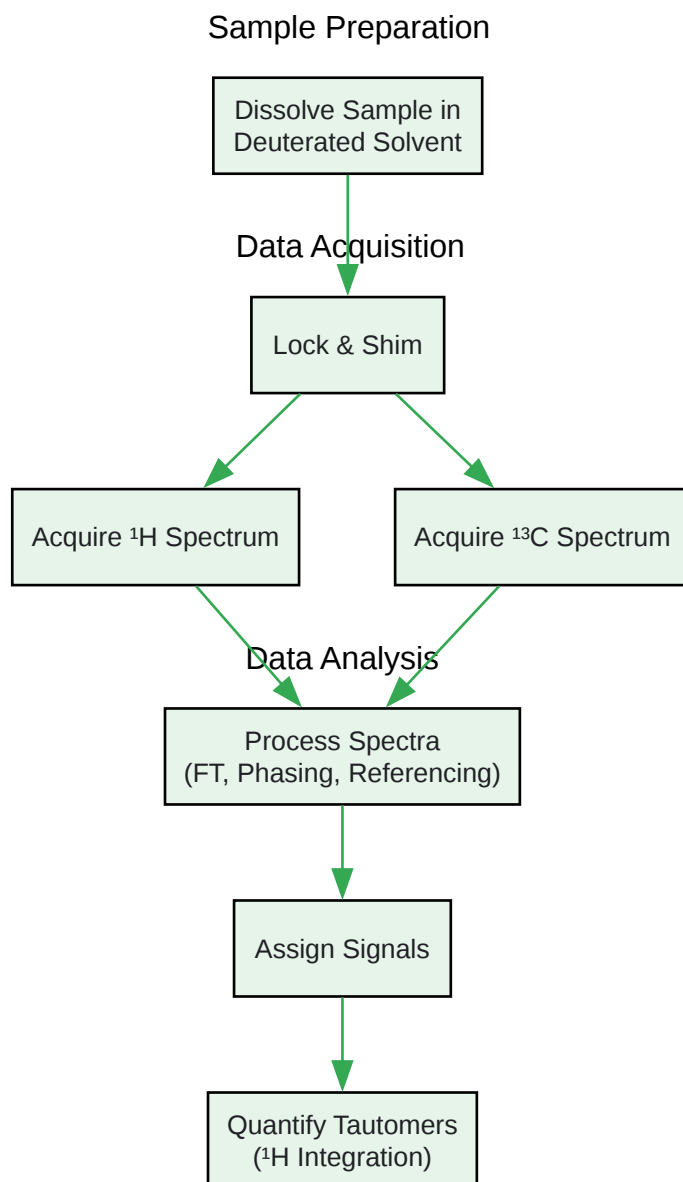 Sample Preparation
Dissolve Sample in
Deuterated Solvent
Data Acquisition
Lock & Shim
Acquire ¹H Spectrum
Acquire ¹³C Spectrum
Data Analysis
Process Spectra
(FT, Phasing, Referencing)
Assign Signals
Quantify Tautomers
(¹H Integration)